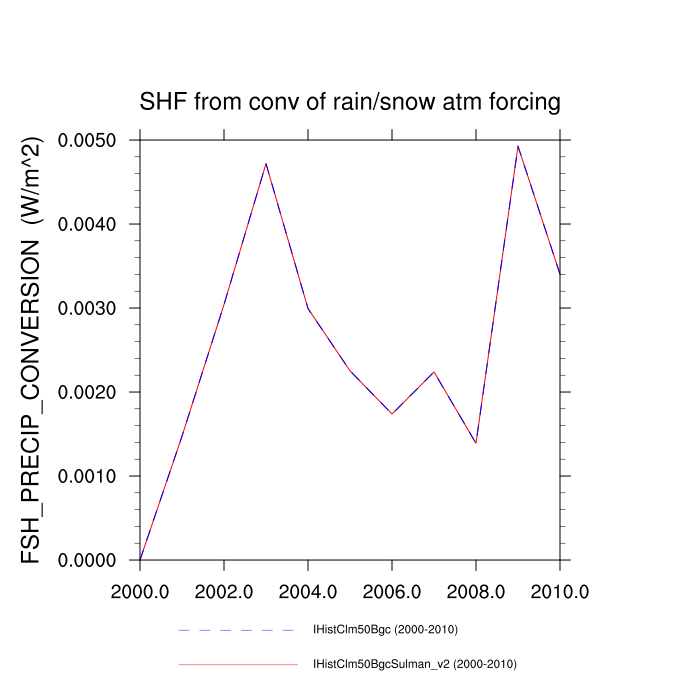 SHF from conv of rain/snow atm forcing
FSH_PRECIP_CONVERSION (W/m^2)
0.0050
0.0040
0.0030
0.0020
0.0010
0.0000
2000.0 2002.0 2004.0 2006.0 2008.0 2010.0
IHistClm50Bgc (2000-2010)
IHistClm50BgcSulman_v2 (2000-2010)